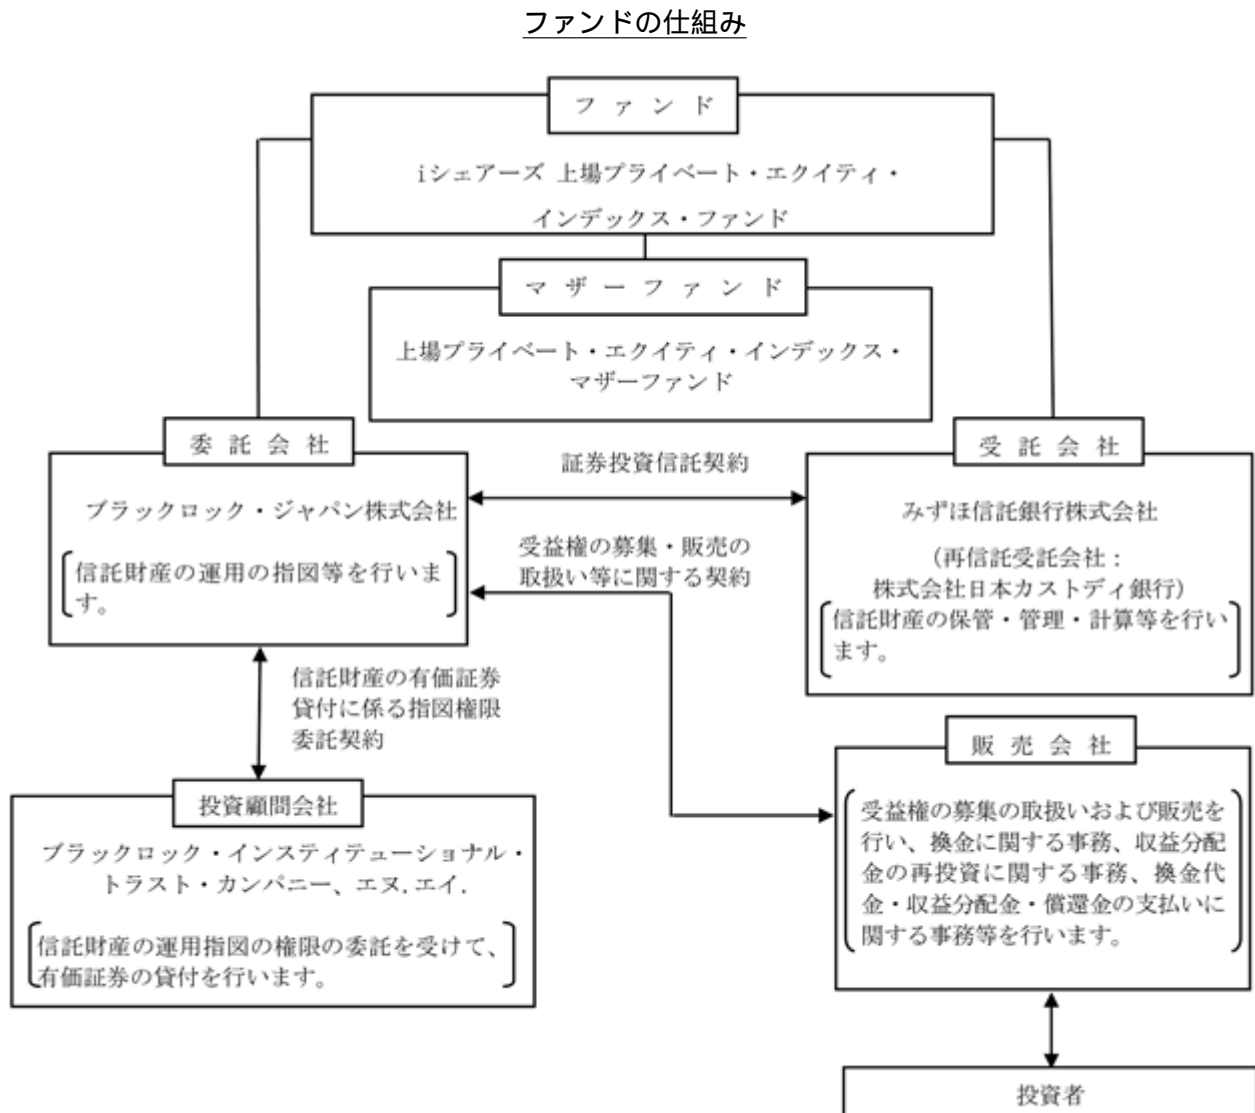 ファンドの仕組み
ファンド
iシェアーズ 上場プライベート・エクイティ・
インデックス・ファンド
マザーファンド
上場プライベート・エクイティ・インデックス・
マザーファンド
委託会社
ブラックロック・ジャパン株式会社
信託財産の運用の指図等を行いま
す。
証券投資信託契約
受益権の募集・販売の
取扱い等に関する契約
受託会社
みずほ信託銀行株式会社
(再信託受託会社：
株式会社日本カストディ銀行)
信託財産の保管・管理・計算等を行い
ます。
信託財産の有価証券
貸付に係る指図権限
委託契約
投資顧問会社
ブラックロック・インスティテューショナル・
トラスト・カンパニー、エヌ.エイ.
信託財産の運用指図の権限の委託を受けて、
有価証券の貸付を行います。
販売会社
受益権の募集の取扱いおよび販売を
行い、換金に関する事務、収益分配
金の再投資に関する事務、換金代
金・収益分配金・償還金の支払いに
関する事務等を行います。
投資者